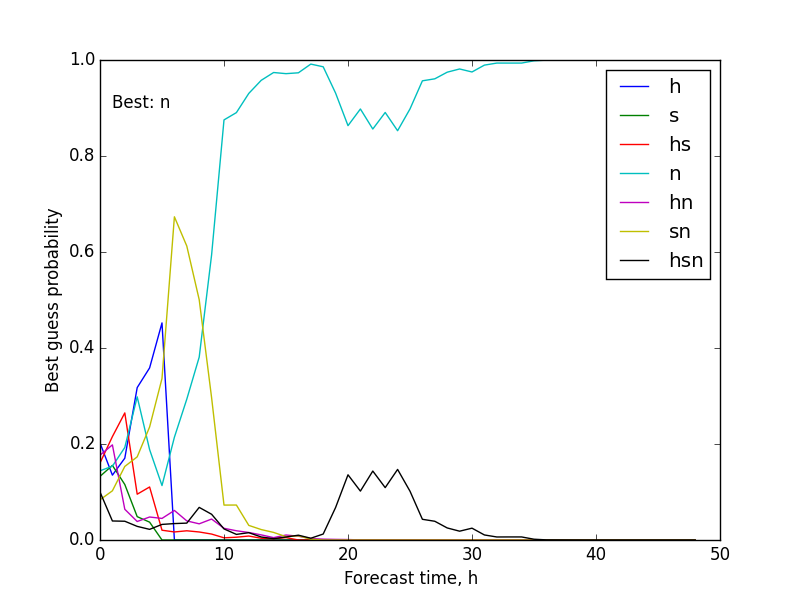 1.0
0.8
0.6
0.4
0.2
0.0
Best guess probability
Best: n
h
s
hs
n
hn
sn
hsn
0 10 20 30 40 50
Forecast time, h